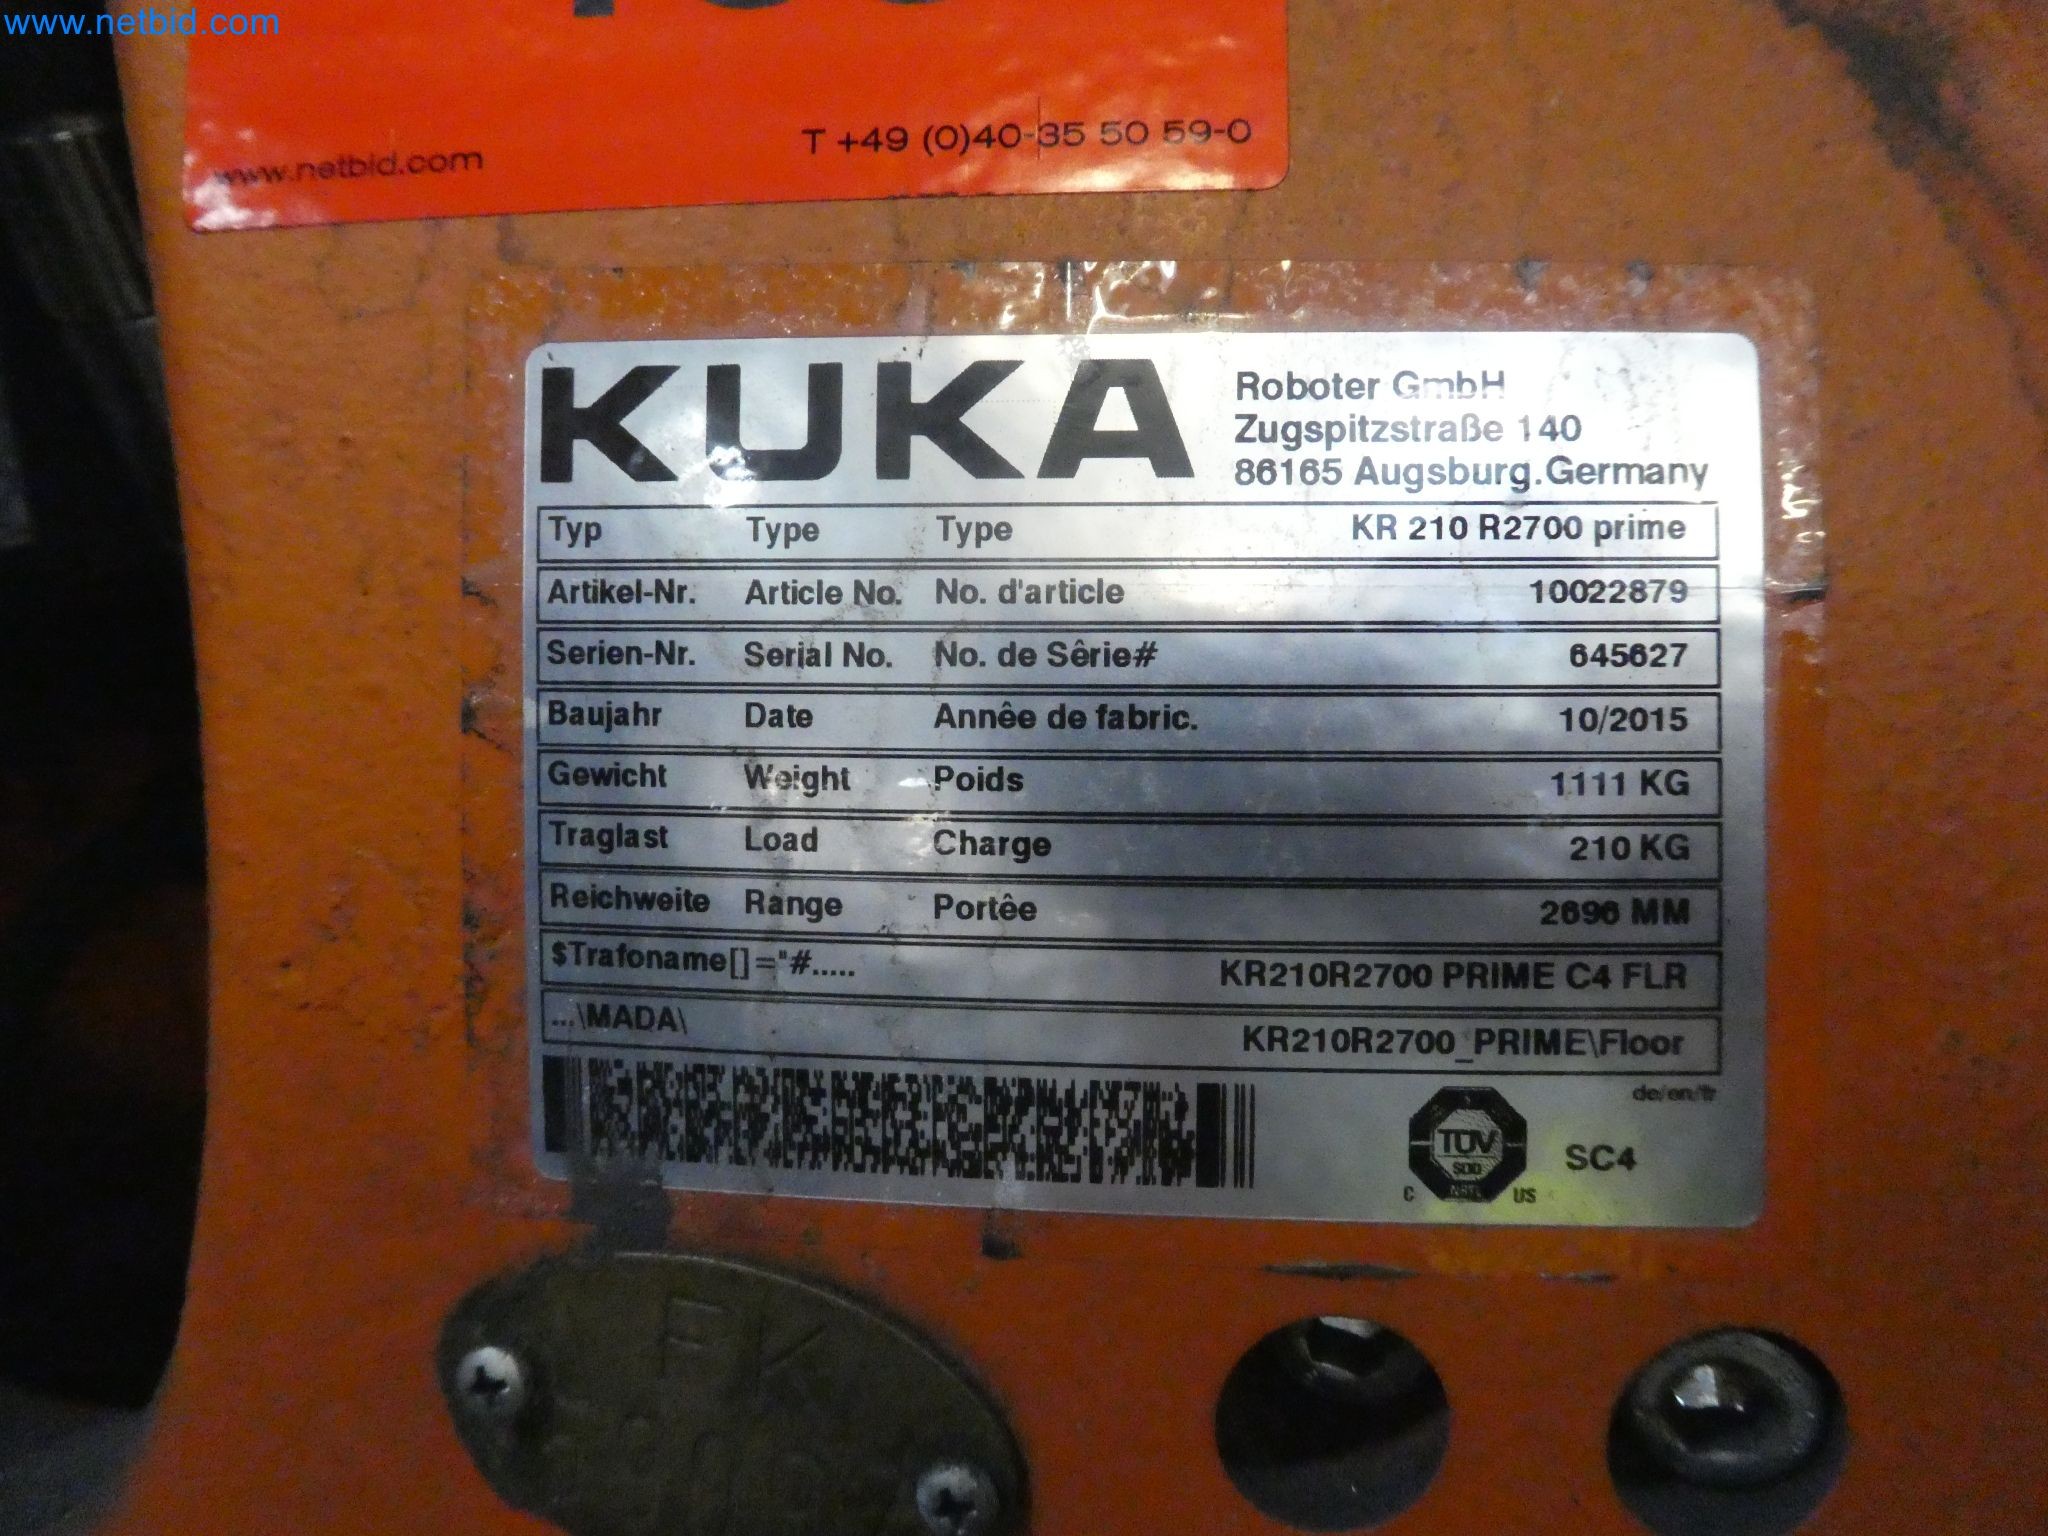 www.netbid.com
www.netbid.com T +49 (0)40-35 50 59-0
KUKA
Roboter GmbH
Zugspitzstraße 140
86165 Augsburg.Germany
Typ Type Type KR 210 R2700 prime
Artikel-Nr. Article No. No. d'article 10022879
Serien-Nr. Serial No. No. de Sêrie# 645627
Baujahr Date Annêe de fabric. 10/2015
Gewicht Weight Poids 1111 KG
Traglast Load Charge 210 KG
Reichweite Range Portêe 2696 MM
$Trafoname[]="#..... KR210R2700 PRIME C4 FLR
...\MADA\ KR210R2700_PRIME\Floor
de/en/fr
TÜV
SÜD
C US
SC4
PK